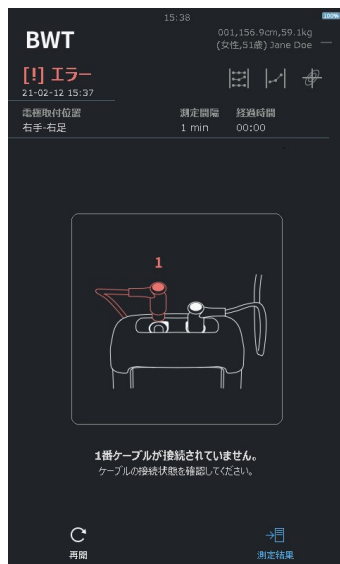 15:38
100%
BWT
001,156.9cm,59.1kg
(女性,51歳) Jane Doe
[!] エラー
21-02-12 15:37
電極取付位置 測定間隔 経過時間
右手-右足 1 min 00:00
1
1番ケーブルが接続されていません。
ケーブルの接続状態を確認してください。
再開 測定結果